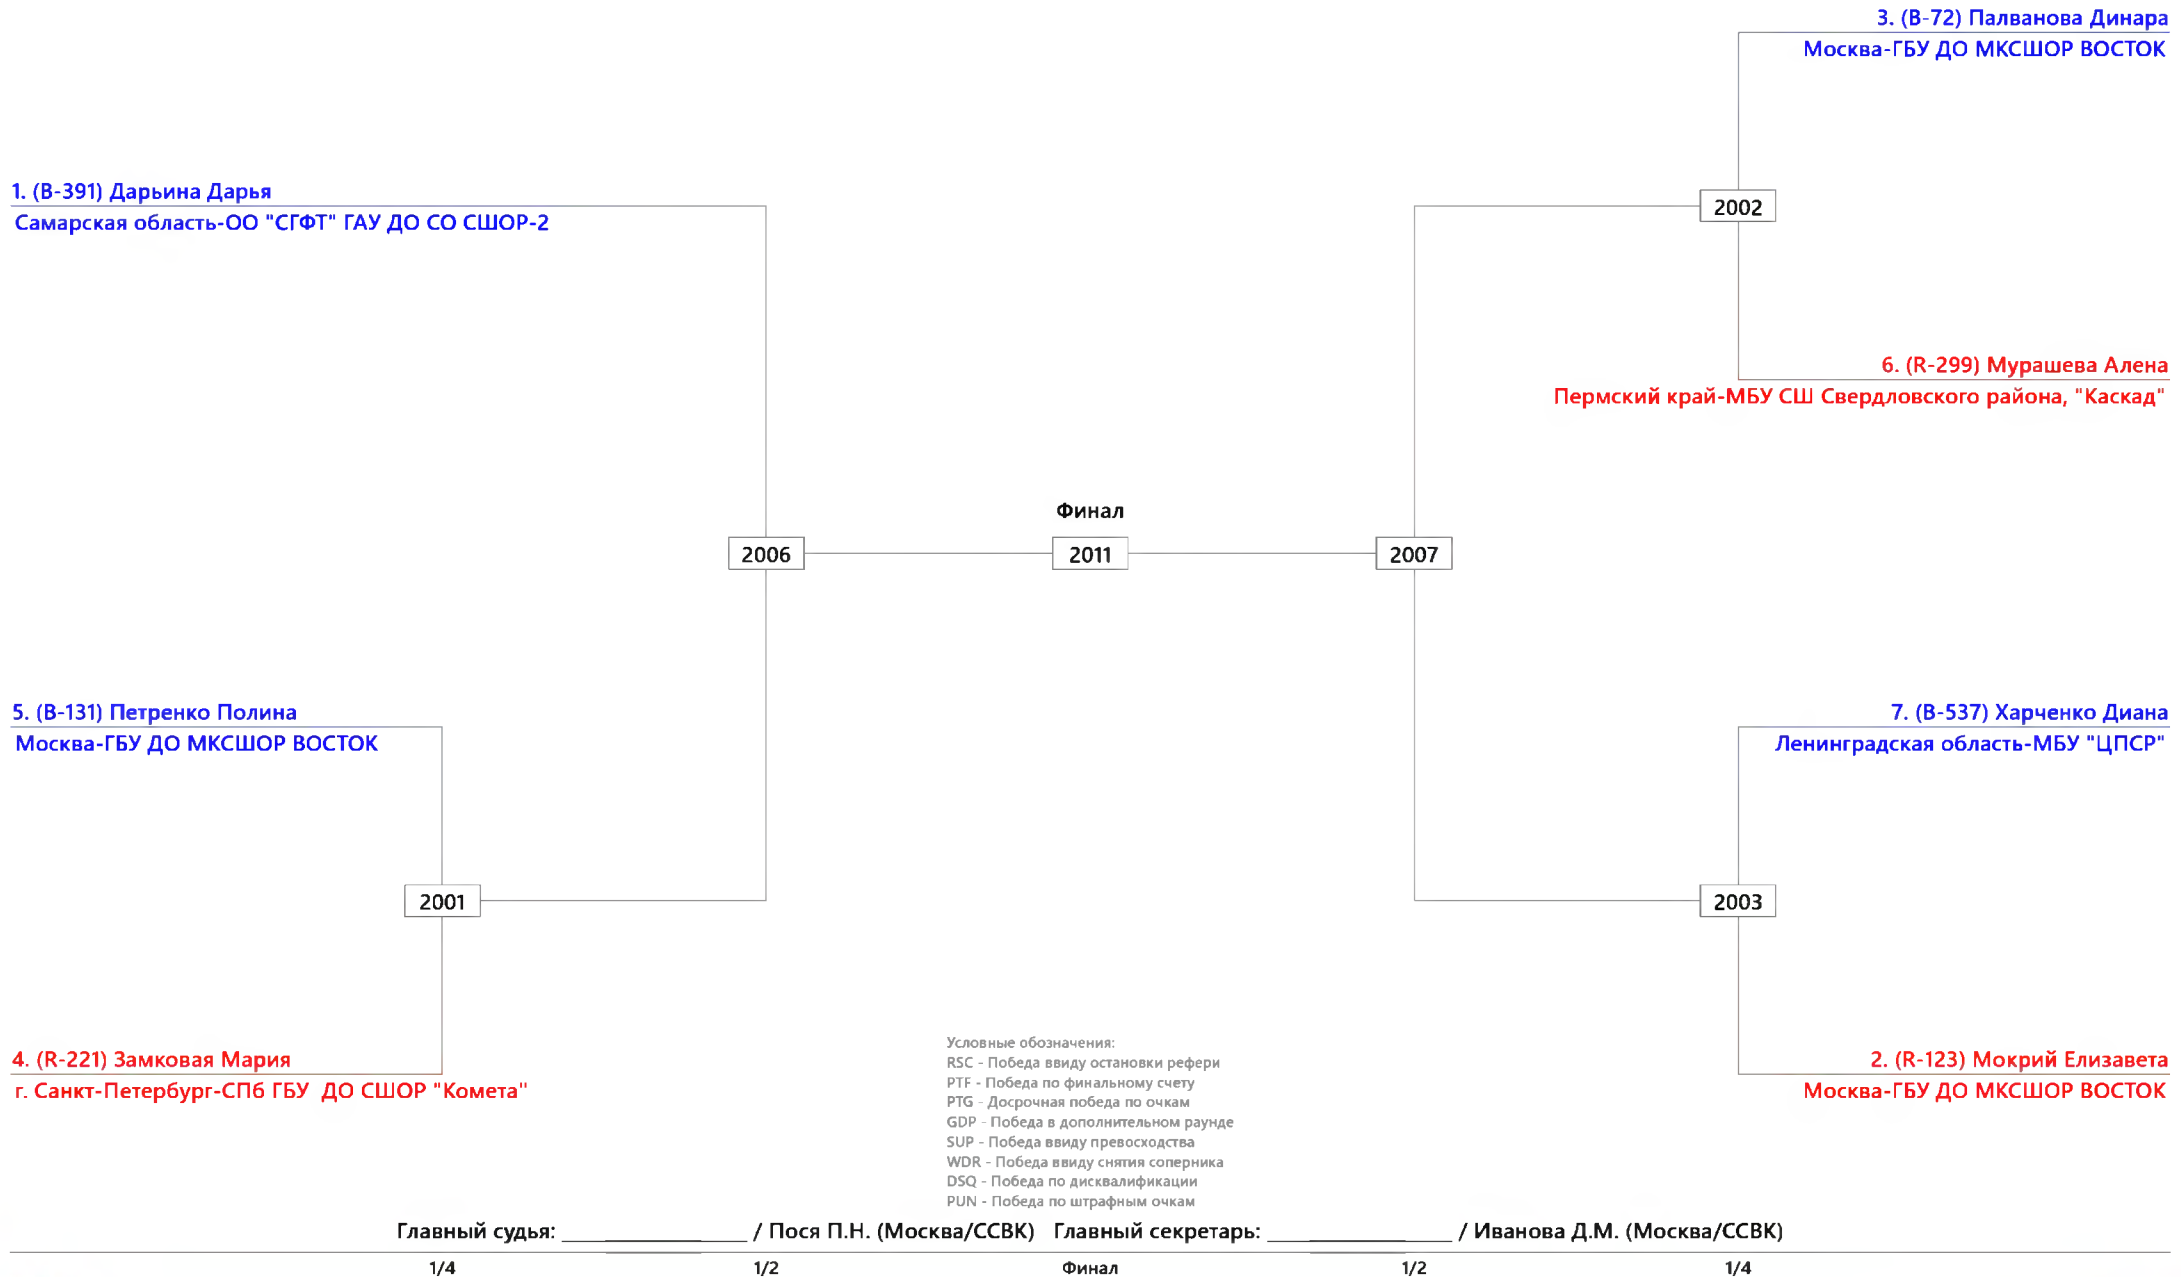 3. (B-72) Палванова Динара
Москва-ГБУ ДО МКСШОР ВОСТОК
1. (B-391) Дарьина Дарья
Самарская область-ОО "СГФТ" ГАУ ДО СО СШОР-2
2002
6. (R-299) Мурашева Алена
Пермский край-МБУ СШ Свердловского района, "Каскад"
Финал
2006
2011
2007
5. (B-131) Петренко Полина
Москва-ГБУ ДО МКСШОР ВОСТОК
7. (B-537) Харченко Диана
Ленинградская область-МБУ "ЦПСР"
2001
2003
4. (R-221) Замковая Мария
г. Санкт-Петербург-СПб ГБУ ДО СШОР "Комета"
2. (R-123) Мокрий Елизавета
Москва-ГБУ ДО МКСШОР ВОСТОК
Условные обозначения:
RSC - Победа ввиду остановки рефери
PTF - Победа по финальному счету
PTG - Досрочная победа по очкам
GDP - Победа в дополнительном раунде
SUP - Победа ввиду превосходства
WDR - Победа ввиду снятия соперника
DSQ - Победа по дисквалификации
PUN - Победа по штрафным очкам
Главный судья: ________________ / Пося П.Н. (Москва/ССВК) Главный секретарь: ________________ / Иванова Д.М. (Москва/ССВК)
1/4 1/2 Финал 1/2 1/4